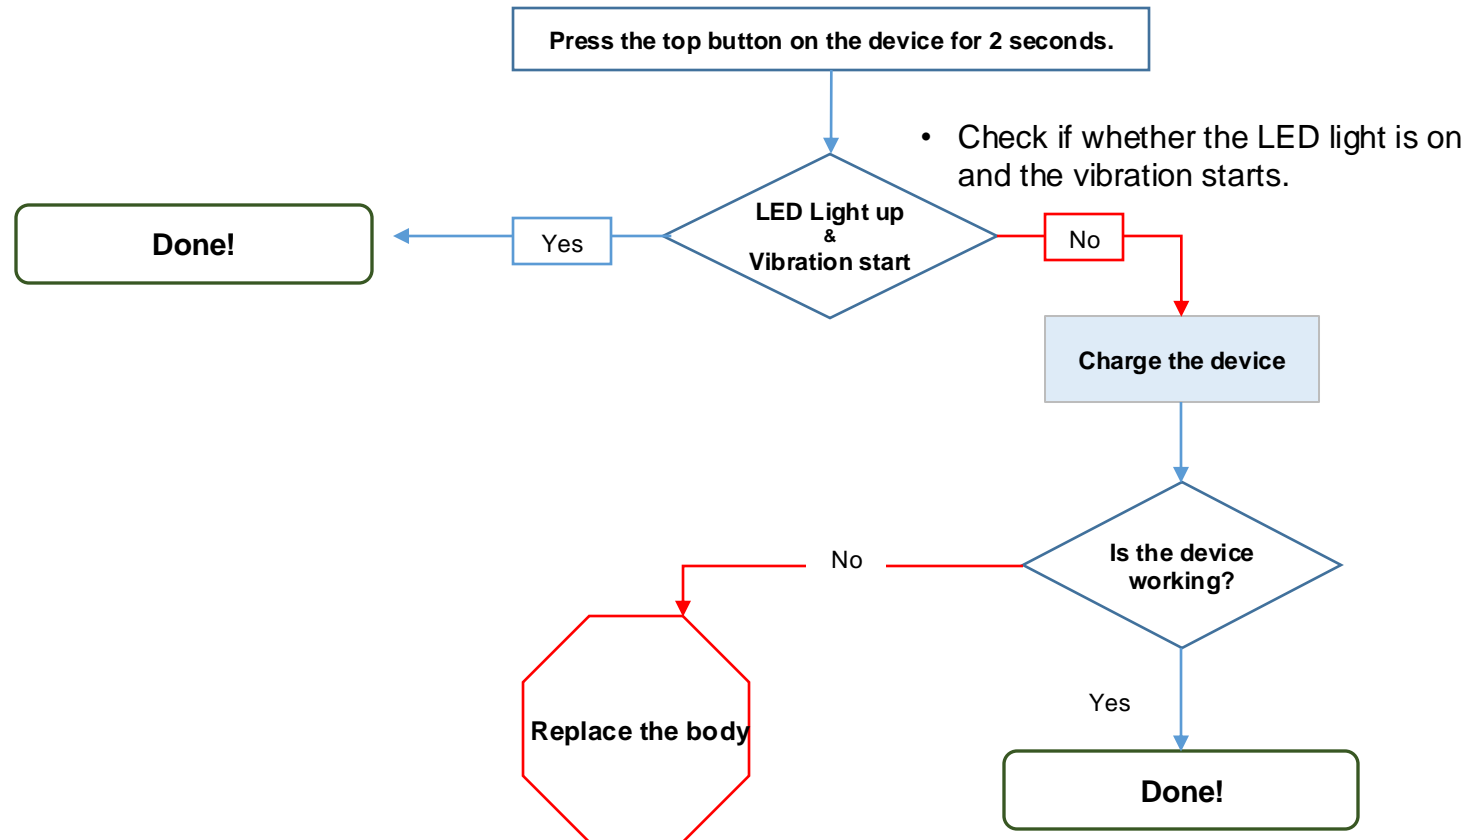 Press the top button on the device for 2 seconds.
• Check if whether the LED light is on
and the vibration starts.
LED Light up
&
Vibration start
Done!
Yes
No
Charge the device
Is the device
working?
No
Yes
Replace the body
Done!